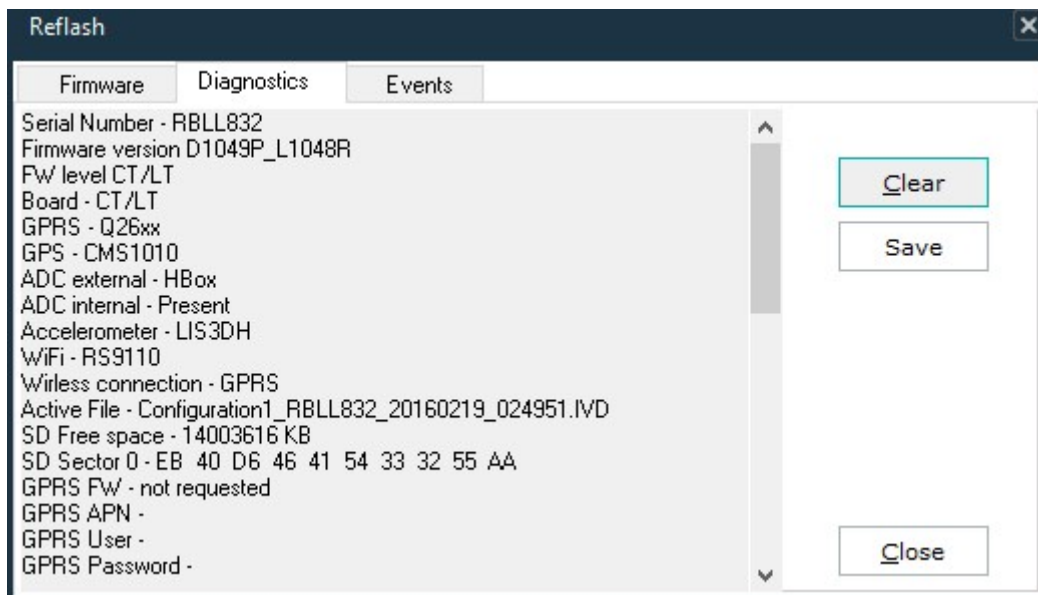 Reflash
Firmware
Diagnostics
Events
Serial Number - RBLL832
Firmware version D1049P_L1048R
FW level CT/LT
Board - CT/LT
GPRS - Q26xx
GPS - CMS1010
ADC external - HBox
ADC internal - Present
Accelerometer - LIS3DH
WiFi - RS9110
Wirless connection - GPRS
Active File - Configuration1_RBLL832_20160219_024951.IVD
SD Free space - 14003616 KB
SD Sector 0 - EB 40 D6 46 41 54 33 32 55 AA
GPRS FW - not requested
GPRS APN -
GPRS User -
GPRS Password -
Clear
Save
Close